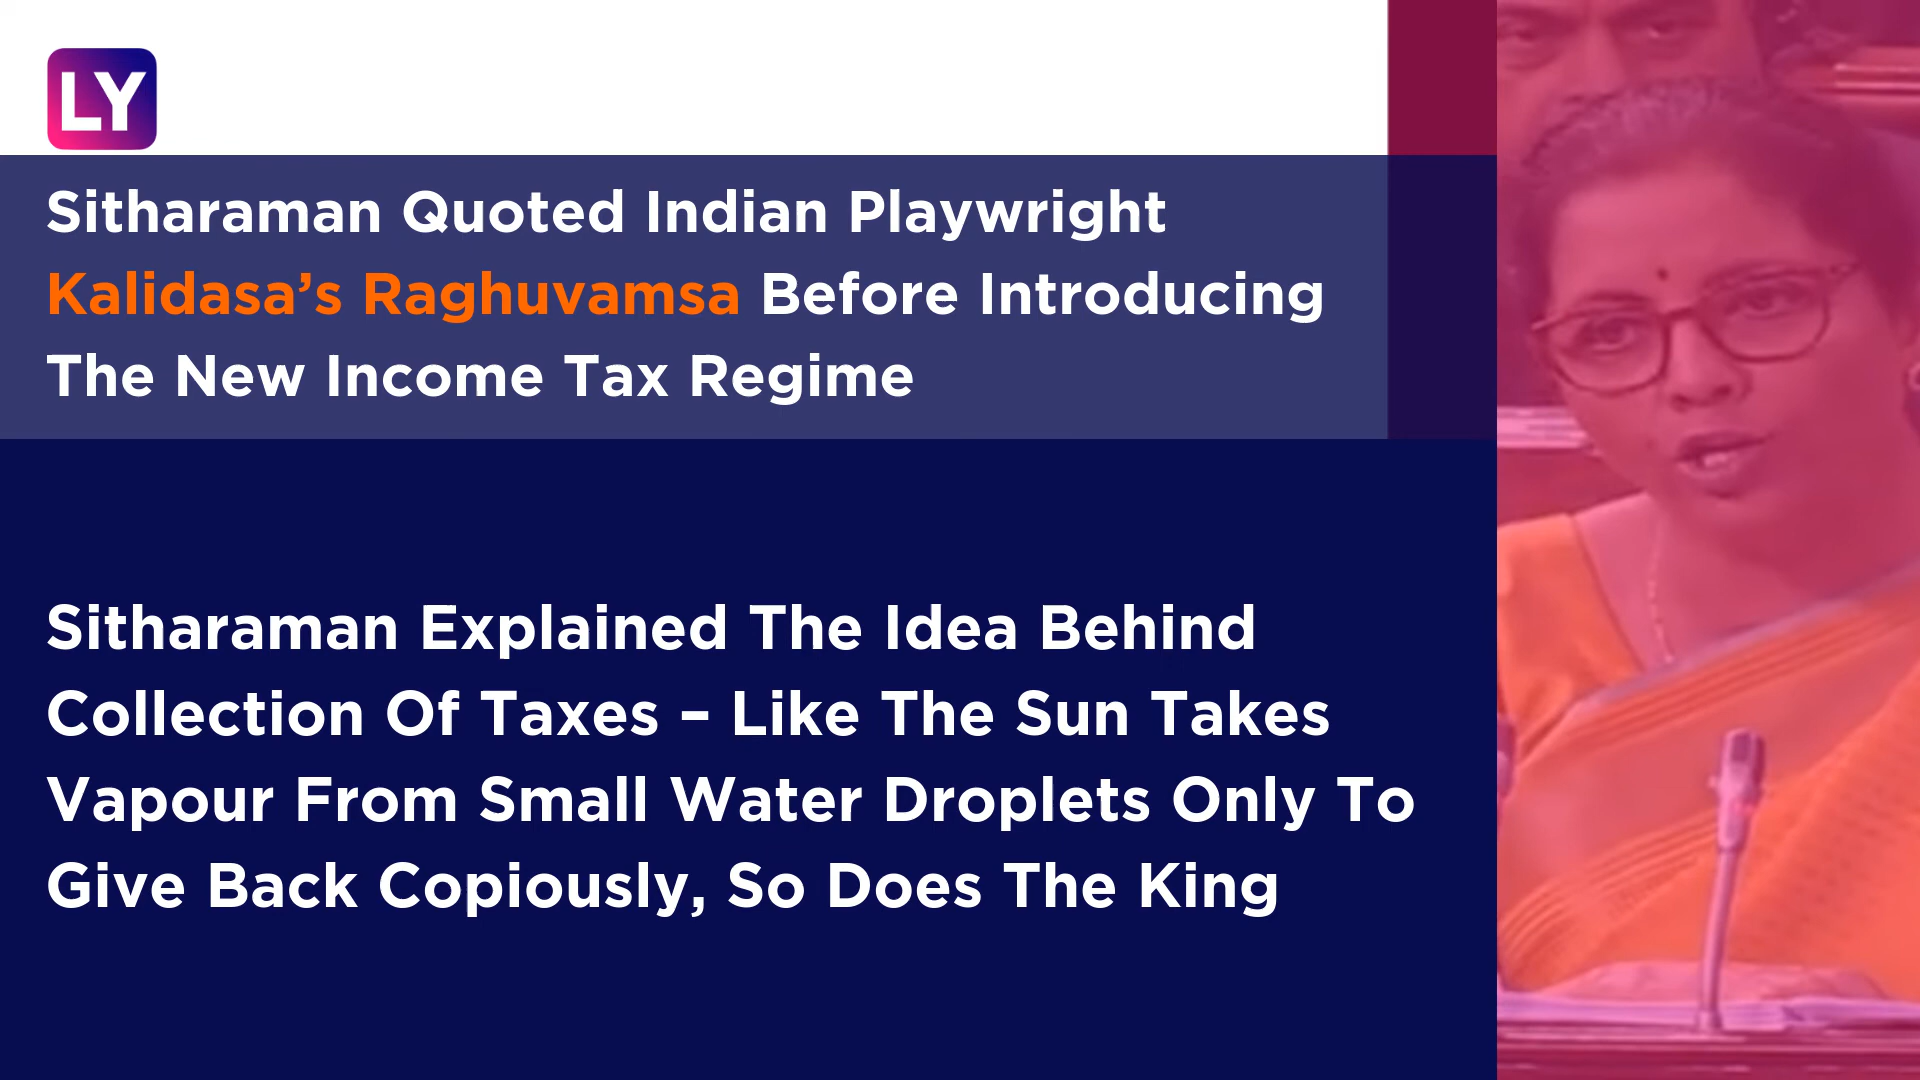 LY
Sitharaman Quoted Indian Playwright
Kalidasa’s Raghuvamsa Before Introducing
The New Income Tax Regime
Sitharaman Explained The Idea Behind
Collection Of Taxes – Like The Sun Takes
Vapour From Small Water Droplets Only To
Give Back Copiously, So Does The King